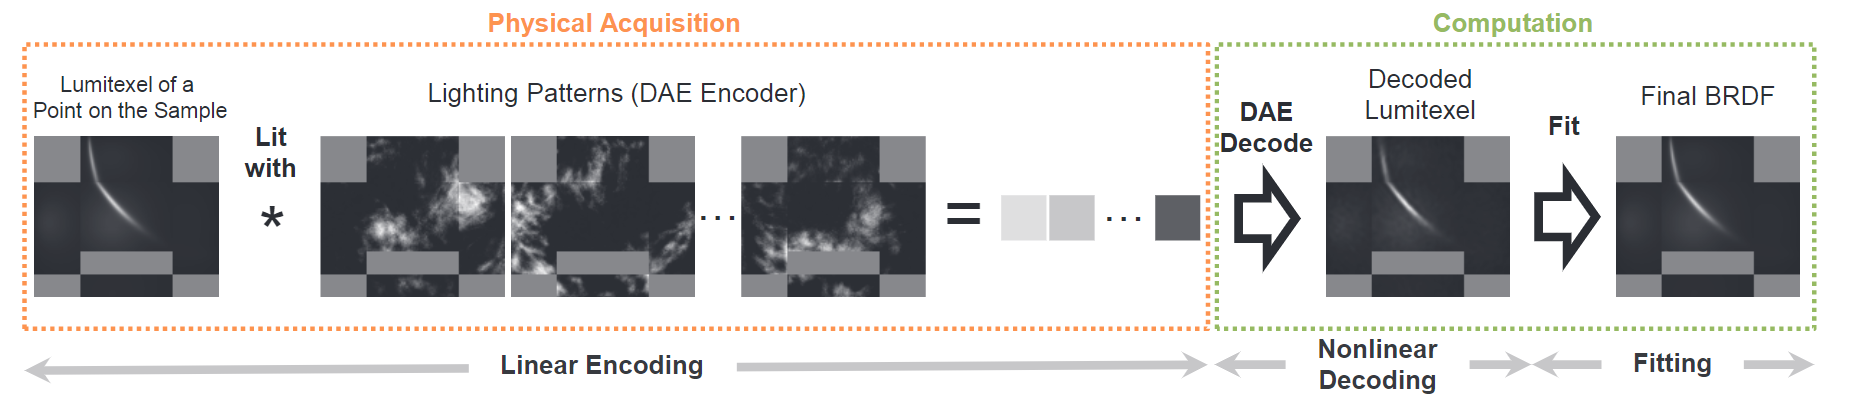 Physical Acquisition
Computation
Lumitexel of a
Point on the Sample
Lit
with
*
Lighting Patterns (DAE Encoder)
...
=
...
DAE
Decode
Decoded
Lumitexel
Fit
Final BRDF
Linear Encoding
Nonlinear
Decoding
Fitting